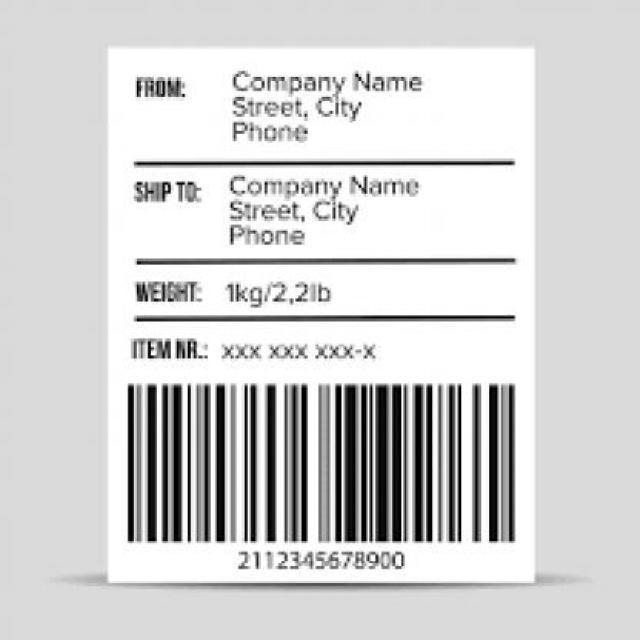 FROM: Company Name
Street, City
Phone
SHIP TO: Company Name
Street, City
Phone
WEIGHT: 1kg/2,2lb
ITEM NR.: xxx xxx xxx-x
2112345678900